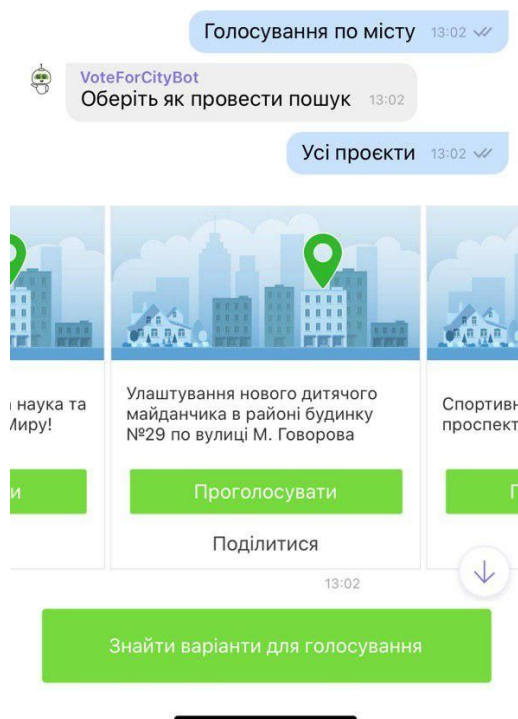 Голосування по місту 13:02
VoteForCityBot
Оберіть як провести пошук 13:02
Усі проєкти 13:02
наука та
Миру!
и
Улаштування нового дитячого
майданчика в районі будинку
№29 по вулиці М. Говорова
Проголосувати
Поділитися
Спортивн
проспект
П
13:02
Знайти варіанти для голосування